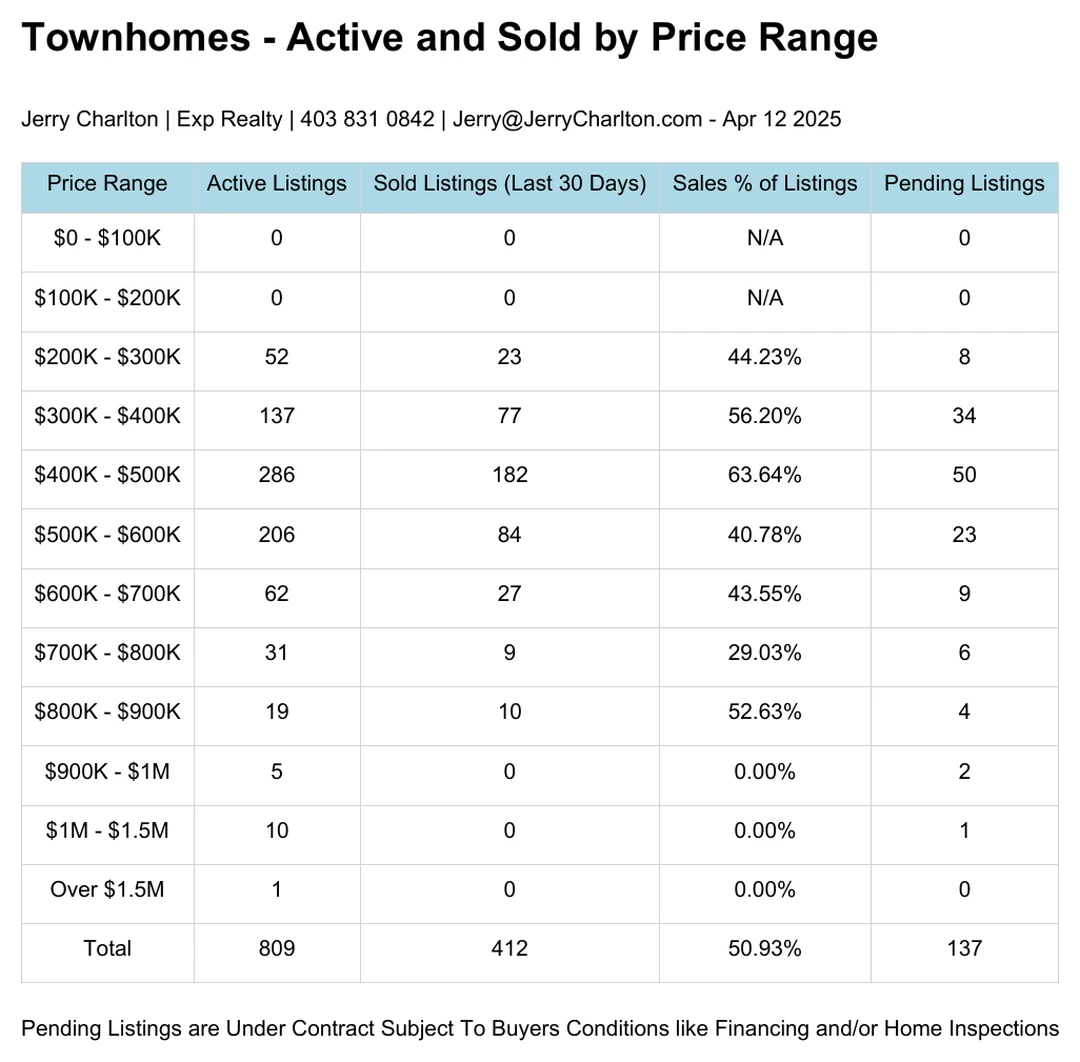 Townhomes - Active and Sold by Price Range
Jerry Charlton | Exp Realty | 403 831 0842 | Jerry@JerryCharlton.com - Apr 12 2025
Price Range Active Listings Sold Listings (Last 30 Days) Sales % of Listings Pending Listings
$0 - $100K 0 0 N/A 0
$100K - $200K 0 0 N/A 0
$200K - $300K 52 23 44.23% 8
$300K - $400K 137 77 56.20% 34
$400K - $500K 286 182 63.64% 50
$500K - $600K 206 84 40.78% 23
$600K - $700K 62 27 43.55% 9
$700K - $800K 31 9 29.03% 6
$800K - $900K 19 10 52.63% 4
$900K - $1M 5 0 0.00% 2
$1M - $1.5M 10 0 0.00% 1
Over $1.5M 1 0 0.00% 0
Total 809 412 50.93% 137
Pending Listings are Under Contract Subject To Buyers Conditions like Financing and/or Home Inspections